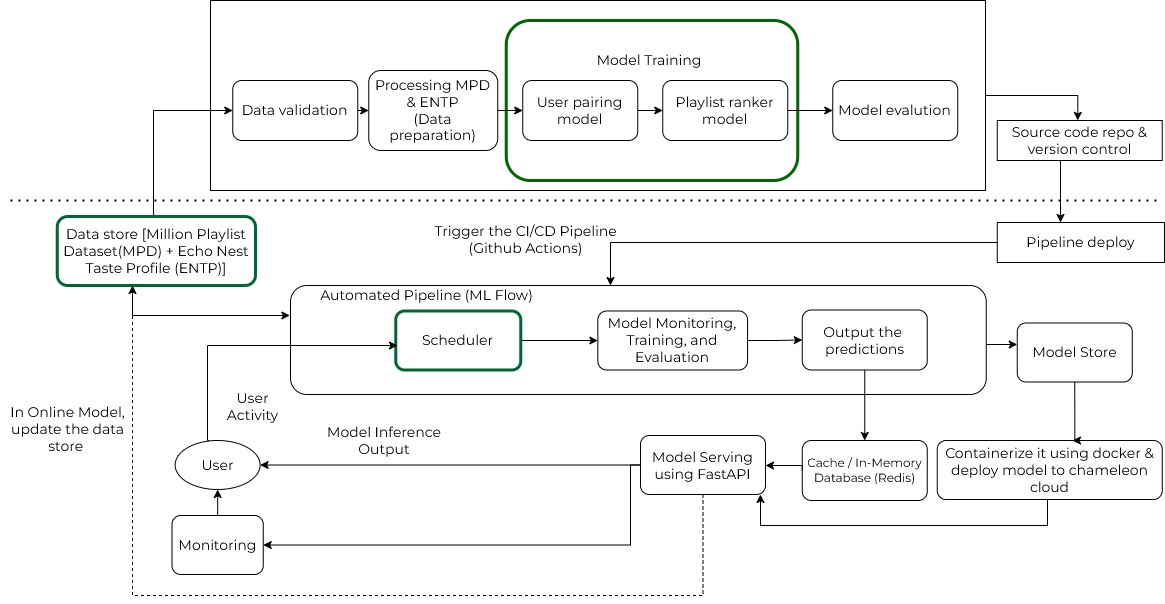 Model Training
Data validation
Processing MPD
& ENTP
(Data
preparation)
User pairing
model
Playlist ranker
model
Model evalution
Source code repo &
version control
Data store [Million Playlist
Dataset(MPD) + Echo Nest
Taste Profile (ENTP)]
Trigger the CI/CD Pipeline
(Github Actions)
Pipeline deploy
Automated Pipeline (ML Flow)
Scheduler
Model Monitoring,
Training, and
Evaluation
Output the
predictions
Model Store
In Online Model,
update the data
store
User
Activity
Model Inference
Output
User
Model Serving
using FastAPI
Cache / In-Memory
Database (Redis)
Containerize it using docker &
deploy model to chameleon
cloud
Monitoring